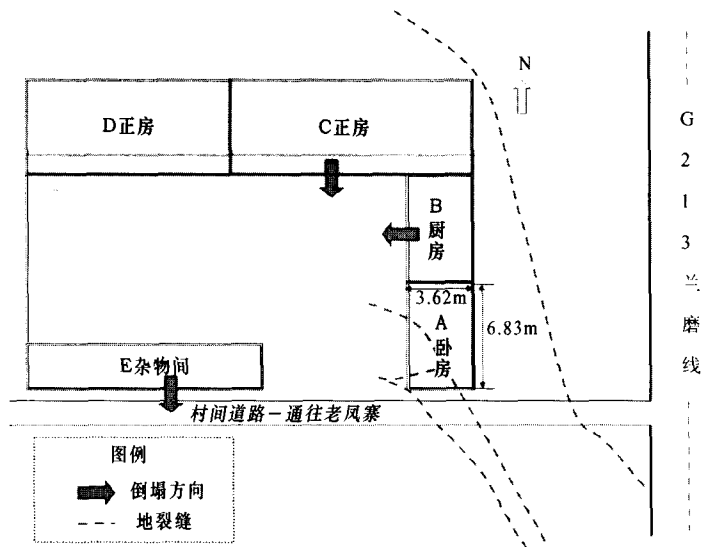 N
D正房
C正房
B
厨
房
3.62m
A
卧
房
6.83m
E杂物间
村间道路－通往老凤寨
G
2
1
3
兰
磨
线
图例
倒塌方向
地裂缝